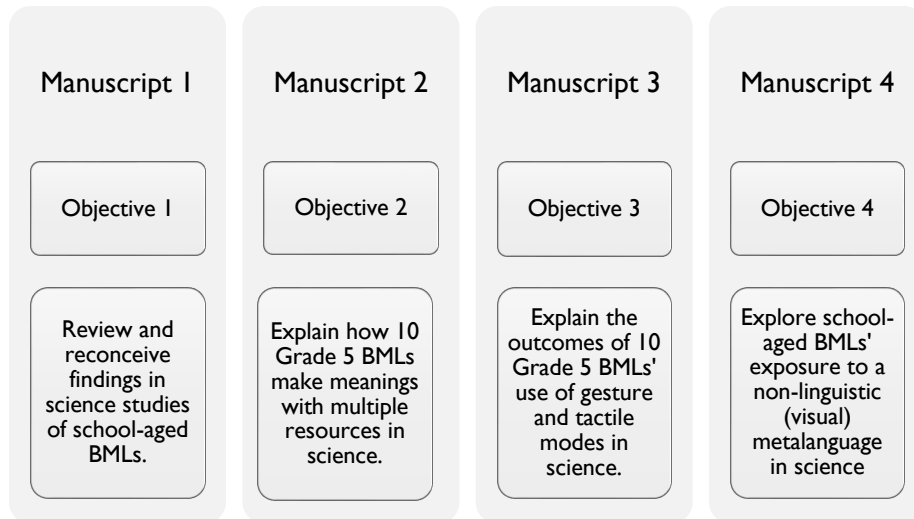 Manuscript 1
Objective 1
Review and
reconceive
findings in
science studies
of school-aged
BMLs.
Manuscript 2
Objective 2
Explain how 10
Grade 5 BMLs
make meanings
with multiple
resources in
science.
Manuscript 3
Objective 3
Explain the
outcomes of 10
Grade 5 BMLs'
use of gesture
and tactile
modes in
science.
Manuscript 4
Objective 4
Explore school-
aged BMLs'
exposure to a
non-linguistic
(visual)
metalanguage
in science